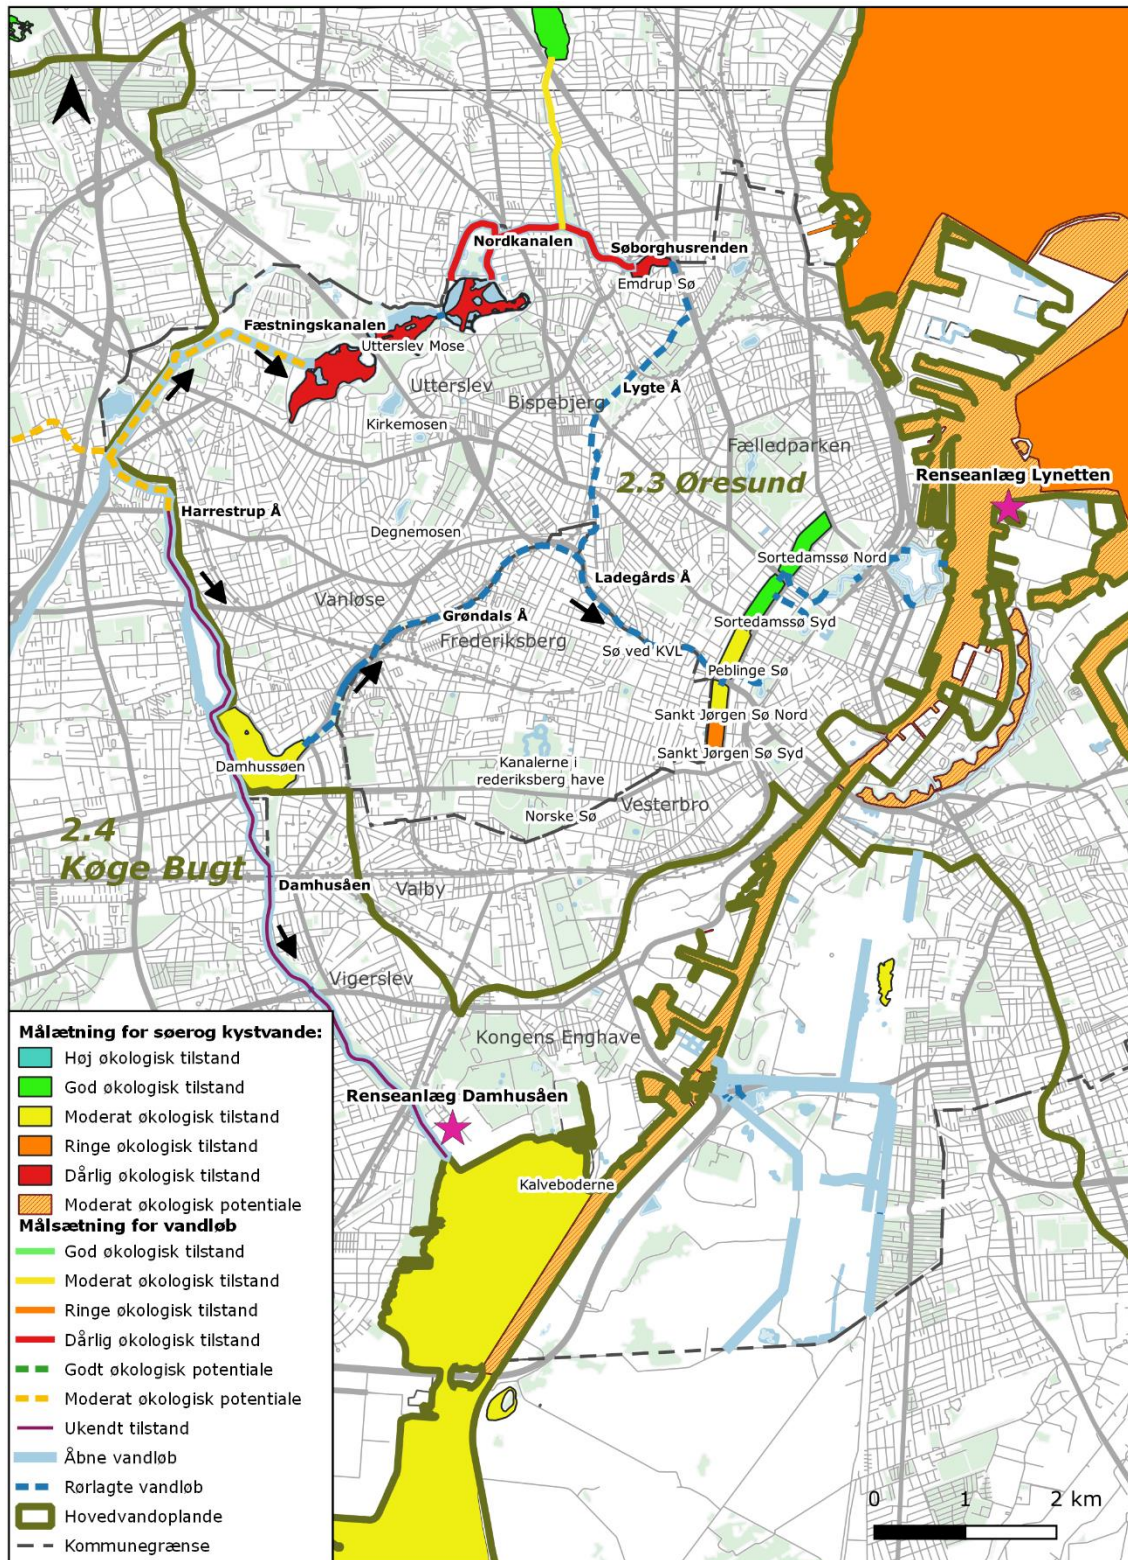 Nordkanalen
Søborghusrenden
Emdrup Sø
Fæstningskanalen
Utterslev Mose
Utterslev
Lygte Å
Bispebjerg
Kirkemosen
Fælledparken
2.3 Øresund
Renseanlæg Lynetten
Harrestrup Å
Degnemosen
Sortedamssø Nord
Ladegårds Å
Vanløse
Grøndals Å
Sortedamssø Syd
Frederiksberg
Sø ved KVL
Peblinge Sø
Sankt Jørgen Sø Nord
Sankt Jørgen Sø Syd
Damhussøen
Kanalerne i
rederiksberg have
Vesterbro
Norske Sø
2.4
Køge Bugt
Damhusåen
Valby
Vigerslev
Kongens Enghave
Renseanlæg Damhusåen
Kalveboderne
Målætning for søerog kystvande:
Høj økologisk tilstand
God økologisk tilstand
Moderat økologisk tilstand
Ringe økologisk tilstand
Dårlig økologisk tilstand
Moderat økologisk potentiale
Målsætning for vandløb
God økologisk tilstand
Moderat økologisk tilstand
Ringe økologisk tilstand
Dårlig økologisk tilstand
Godt økologisk potentiale
Moderat økologisk potentiale
Ukendt tilstand
Åbne vandløb
Rørlagte vandløb
Hovedvandoplande
Kommunegrænse
0 1 2 km